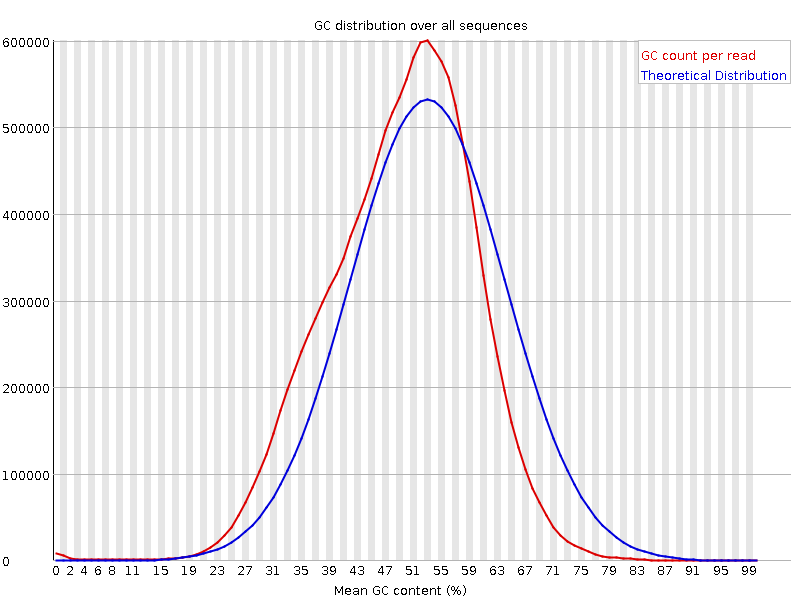 GC distribution over all sequences
GC count per read
Theoretical Distribution
600000
500000
400000
300000
200000
100000
0
0 2 4 6 8 11 15 19 23 27 31 35 39 43 47 51 55 59 63 67 71 75 79 83 87 91 95 99
Mean GC content (%)